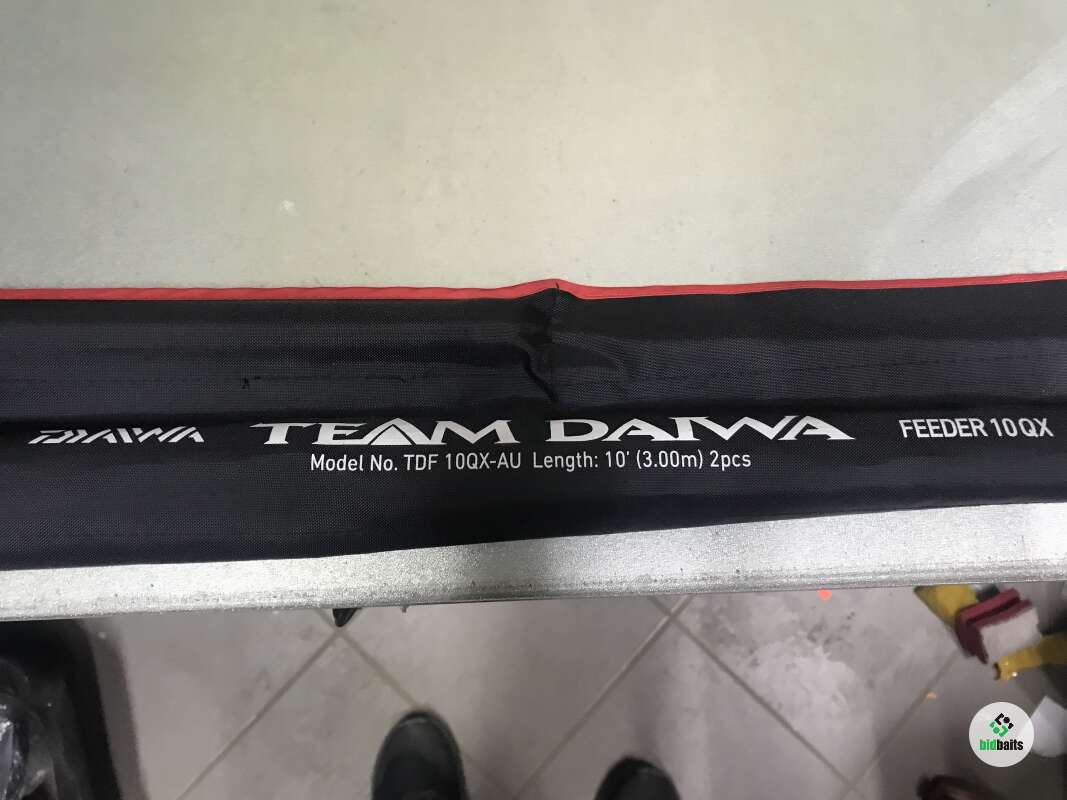 DAIWA TEAM DAIWA FEEDER 10QX
Model No. TDF 10QX-AU Length: 10' (3.00m) 2pcs
bidbaits